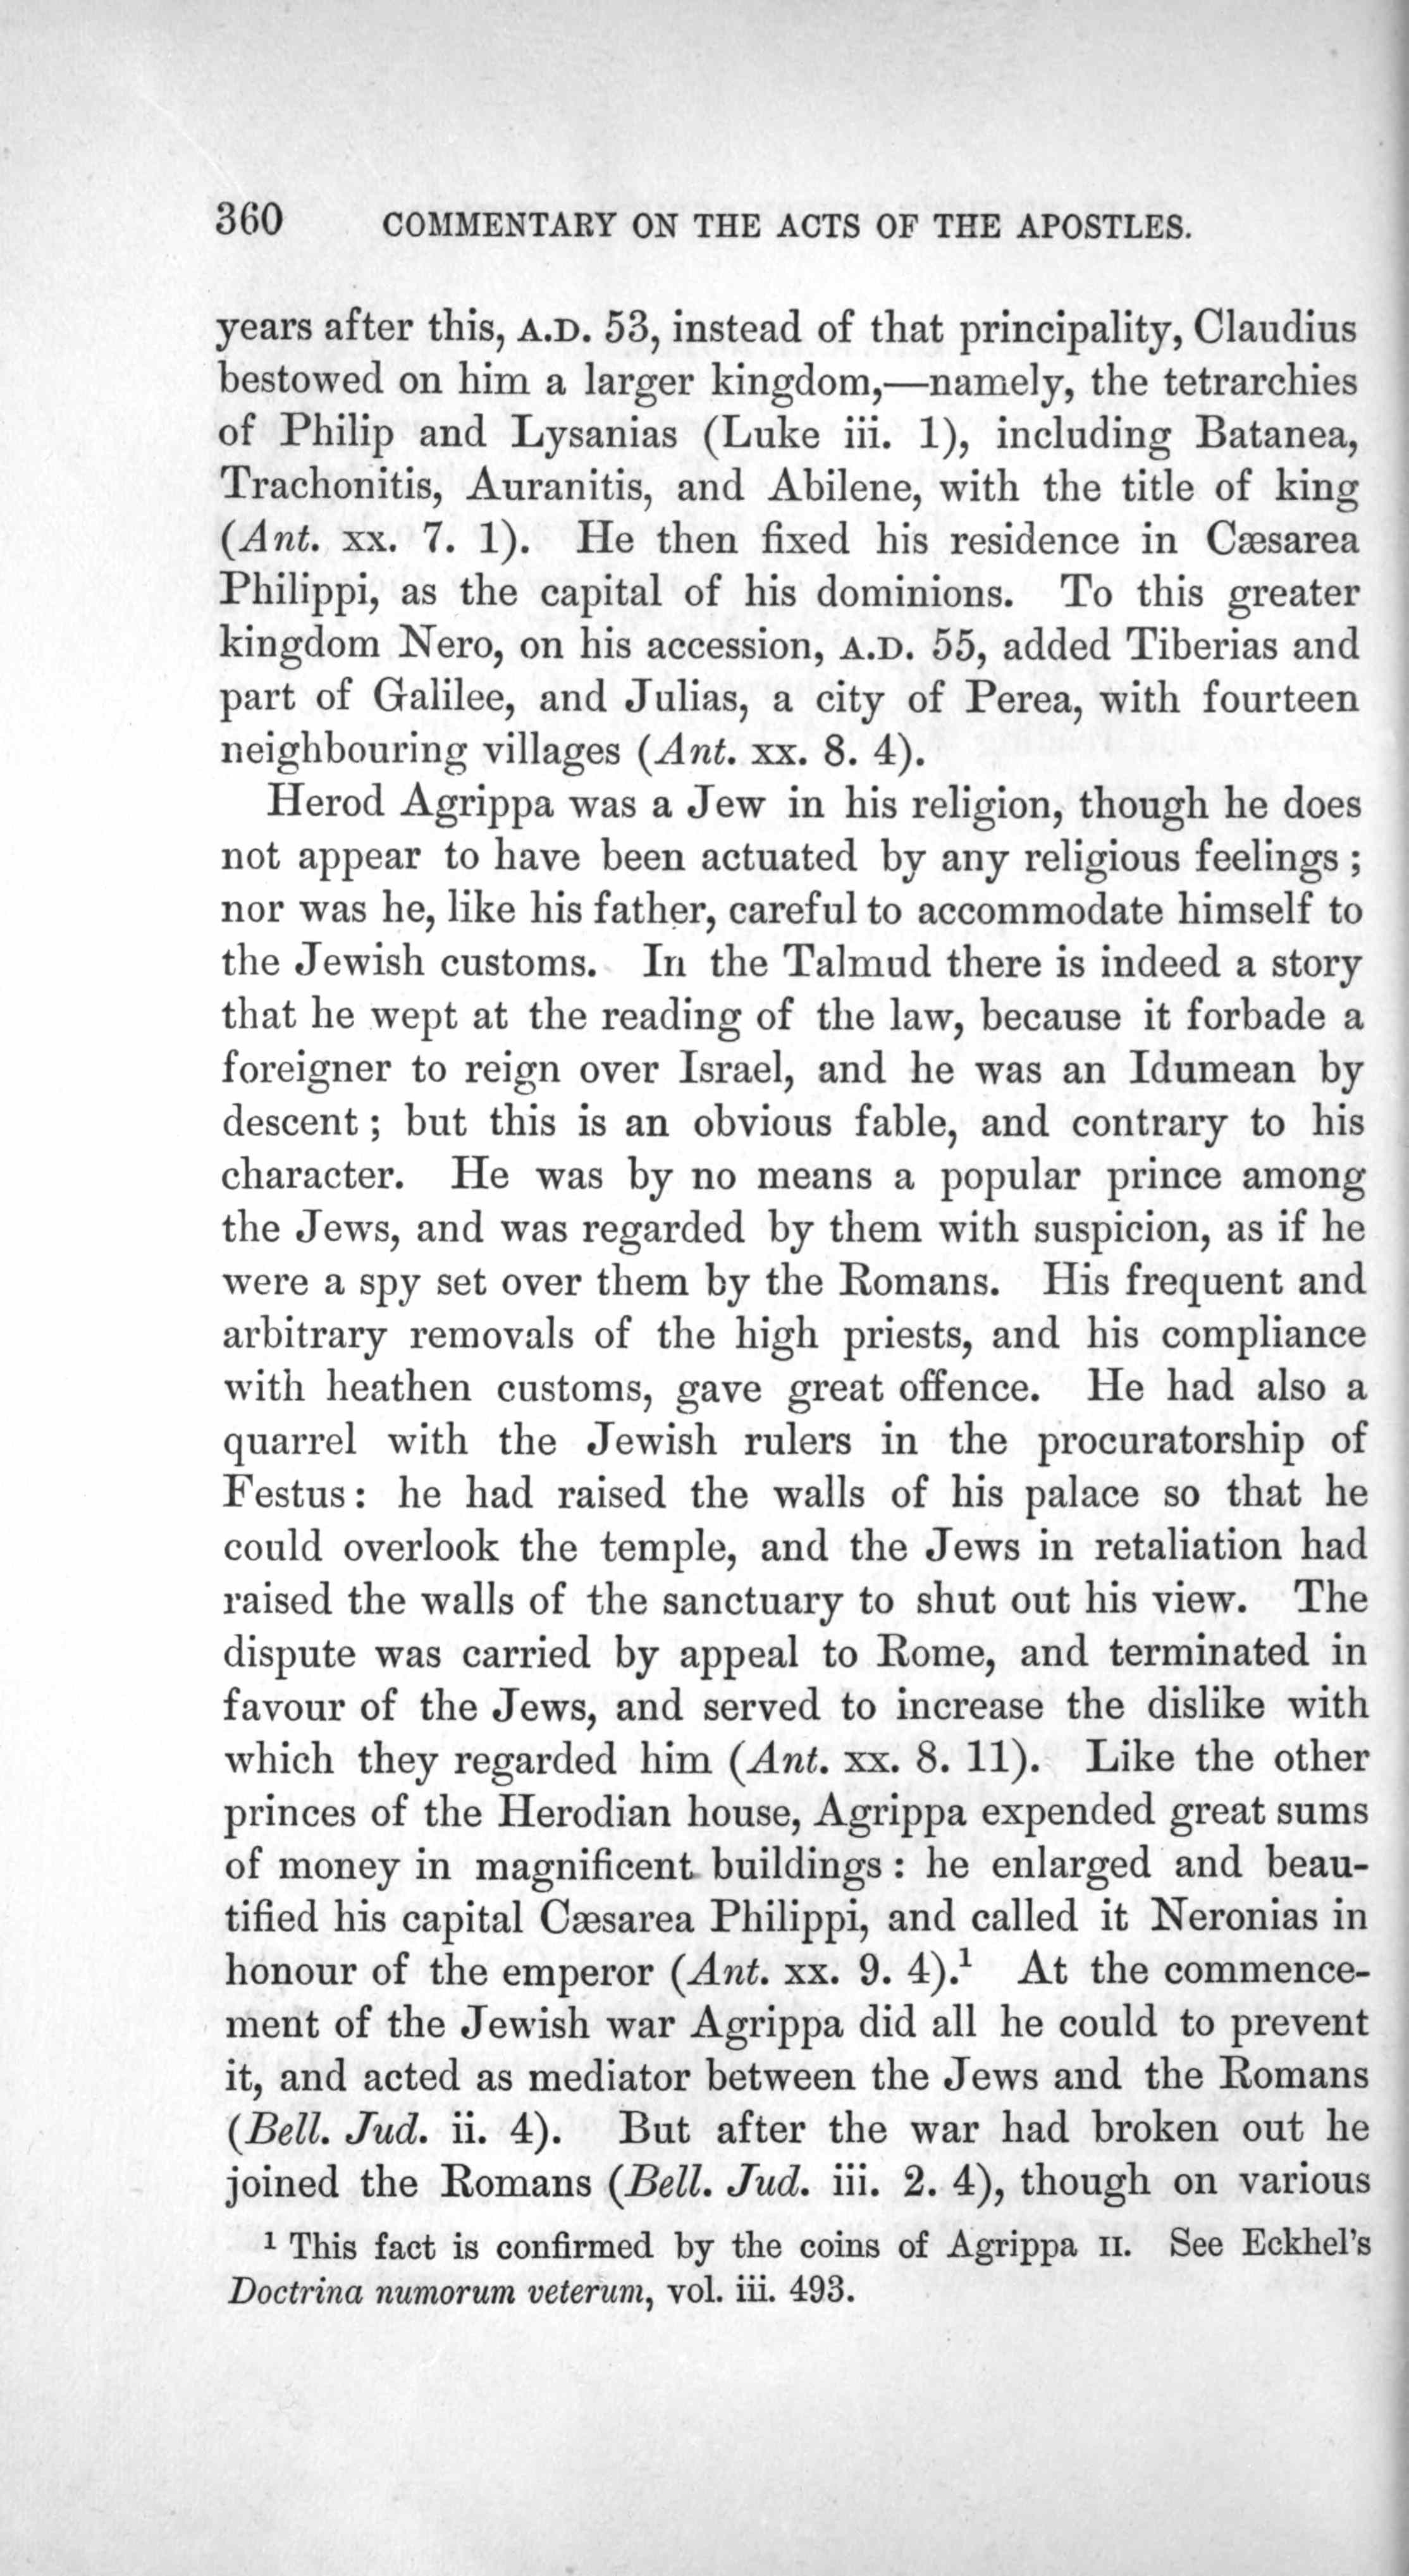 360 COMMENTARY ON THE ACTS OF THE APOSTLES.
years after this, A.D. 53, instead of that principality, Claudius
bestowed on him a larger kingdom,—namely, the tetrarchies
of Philip and Lysanias (Luke iii. 1), including Batanea,
Trachonitis, Auranitis, and Abilene, with the title of king
(Ant. xx. 7. 1). He then fixed his residence in Cæsarea
Philippi, as the capital of his dominions. To this greater
kingdom Nero, on his accession, A.D. 55, added Tiberias and
part of Galilee, and Julias, a city of Perea, with fourteen
neighbouring villages (Ant. xx. 8. 4).
Herod Agrippa was a Jew in his religion, though he does
not appear to have been actuated by any religious feelings ;
nor was he, like his father, careful to accommodate himself to
the Jewish customs. In the Talmud there is indeed a story
that he wept at the reading of the law, because it forbade a
foreigner to reign over Israel, and he was an Idumean by
descent ; but this is an obvious fable, and contrary to his
character. He was by no means a popular prince among
the Jews, and was regarded by them with suspicion, as if he
were a spy set over them by the Romans. His frequent and
arbitrary removals of the high priests, and his compliance
with heathen customs, gave great offence. He had also a
quarrel with the Jewish rulers in the procuratorship of
Festus : he had raised the walls of his palace so that he
could overlook the temple, and the Jews in retaliation had
raised the walls of the sanctuary to shut out his view. The
dispute was carried by appeal to Rome, and terminated in
favour of the Jews, and served to increase the dislike with
which they regarded him (Ant. xx. 8. 11). Like the other
princes of the Herodian house, Agrippa expended great sums
of money in magnificent buildings : he enlarged and beau-
tified his capital Cæsarea Philippi, and called it Neronias in
honour of the emperor (Ant. xx. 9. 4).¹ At the commence-
ment of the Jewish war Agrippa did all he could to prevent
it, and acted as mediator between the Jews and the Romans
(Bell. Jud. ii. 4). But after the war had broken out he
joined the Romans (Bell. Jud. iii. 2. 4), though on various
¹ This fact is confirmed by the coins of Agrippa II. See Eckhel's
Doctrina numorum veterum, vol. iii. 493.